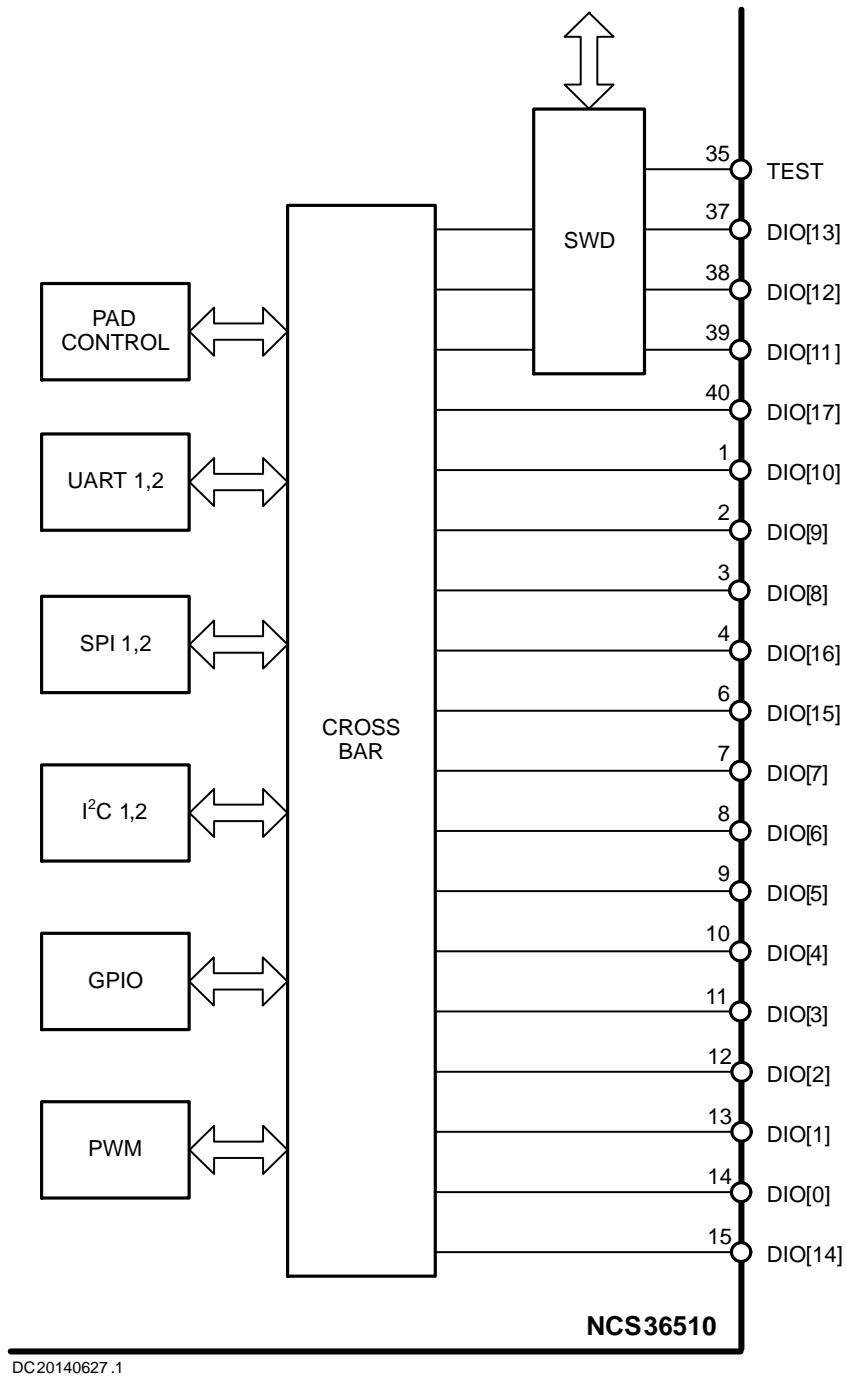 35 TEST
37 DIO[13]
SWD
38 DIO[12]
PAD
CONTROL
39 DIO[11]
40 DIO[17]
UART 1,2
1 DIO[10]
2 DIO[9]
3 DIO[8]
SPI 1,2
4 DIO[16]
6 DIO[15]
CROSS
BAR
7 DIO[7]
I²C 1,2
8 DIO[6]
9 DIO[5]
10 DIO[4]
GPIO
11 DIO[3]
12 DIO[2]
13 DIO[1]
PWM
14 DIO[0]
15 DIO[14]
NCS36510
DC20140627.1